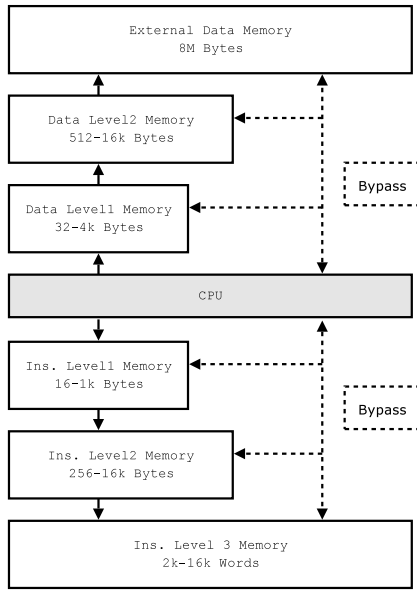 External Data Memory
8M Bytes
Data Level2 Memory
512-16k Bytes
Bypass
Data Level1 Memory
32-4k Bytes
CPU
Ins. Level1 Memory
16-1k Bytes
Bypass
Ins. Level2 Memory
256-16k Bytes
Ins. Level 3 Memory
2k-16k Words